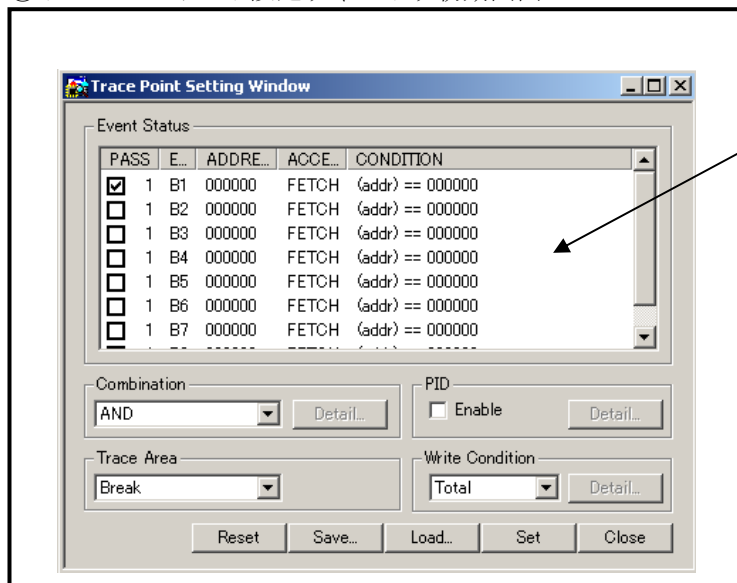 Trace Point Setting Window
Event Status
PASS E... ADDRE... ACCE... CONDITION
1 B1 000000 FETCH (addr) == 000000
1 B2 000000 FETCH (addr) == 000000
1 B3 000000 FETCH (addr) == 000000
1 B4 000000 FETCH (addr) == 000000
1 B5 000000 FETCH (addr) == 000000
1 B6 000000 FETCH (addr) == 000000
1 B7 000000 FETCH (addr) == 000000
Combination
AND Detail...
PID
Enable Detail...
Trace Area
Break
Write Condition
Total Detail...
Reset Save... Load... Set Close